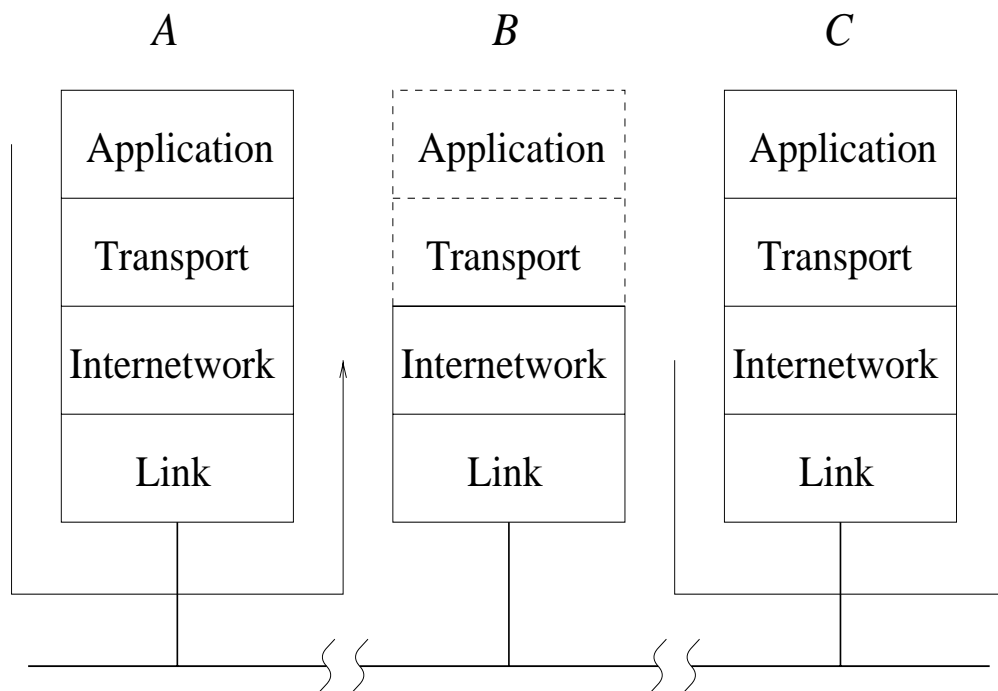 A B C
Application Application Application
Transport Transport Transport
Internetwork Internetwork Internetwork
Link Link Link